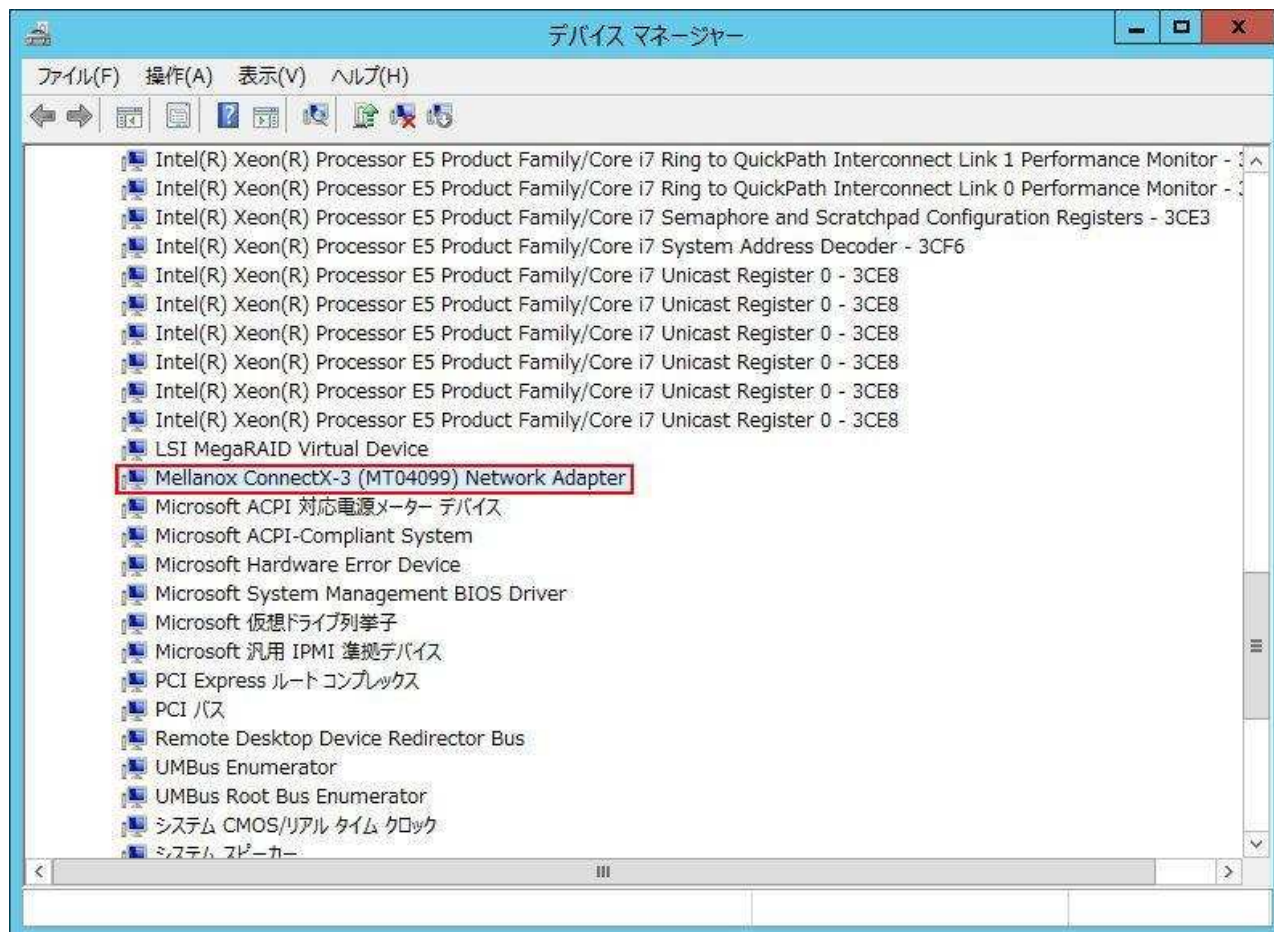 デバイス マネージャー
ファイル(F) 操作(A) 表示(V) ヘルプ(H)
Intel(R) Xeon(R) Processor E5 Product Family/Core i7 Ring to QuickPath Interconnect Link 1 Performance Monitor -
Intel(R) Xeon(R) Processor E5 Product Family/Core i7 Ring to QuickPath Interconnect Link 0 Performance Monitor -
Intel(R) Xeon(R) Processor E5 Product Family/Core i7 Semaphore and Scratchpad Configuration Registers - 3CE3
Intel(R) Xeon(R) Processor E5 Product Family/Core i7 System Address Decoder - 3CF6
Intel(R) Xeon(R) Processor E5 Product Family/Core i7 Unicast Register 0 - 3CE8
Intel(R) Xeon(R) Processor E5 Product Family/Core i7 Unicast Register 0 - 3CE8
Intel(R) Xeon(R) Processor E5 Product Family/Core i7 Unicast Register 0 - 3CE8
Intel(R) Xeon(R) Processor E5 Product Family/Core i7 Unicast Register 0 - 3CE8
Intel(R) Xeon(R) Processor E5 Product Family/Core i7 Unicast Register 0 - 3CE8
Intel(R) Xeon(R) Processor E5 Product Family/Core i7 Unicast Register 0 - 3CE8
LSI MegaRAID Virtual Device
Mellanox ConnectX-3 (MT04099) Network Adapter
Microsoft ACPI 対応電源メーター デバイス
Microsoft ACPI-Compliant System
Microsoft Hardware Error Device
Microsoft System Management BIOS Driver
Microsoft 仮想ドライブ列挙子
Microsoft 汎用 IPMI 準拠デバイス
PCI Express ルート コンプレックス
PCI バス
Remote Desktop Device Redirector Bus
UMBus Enumerator
UMBus Root Bus Enumerator
システム CMOS/リアル タイム クロック
システム スピーカー